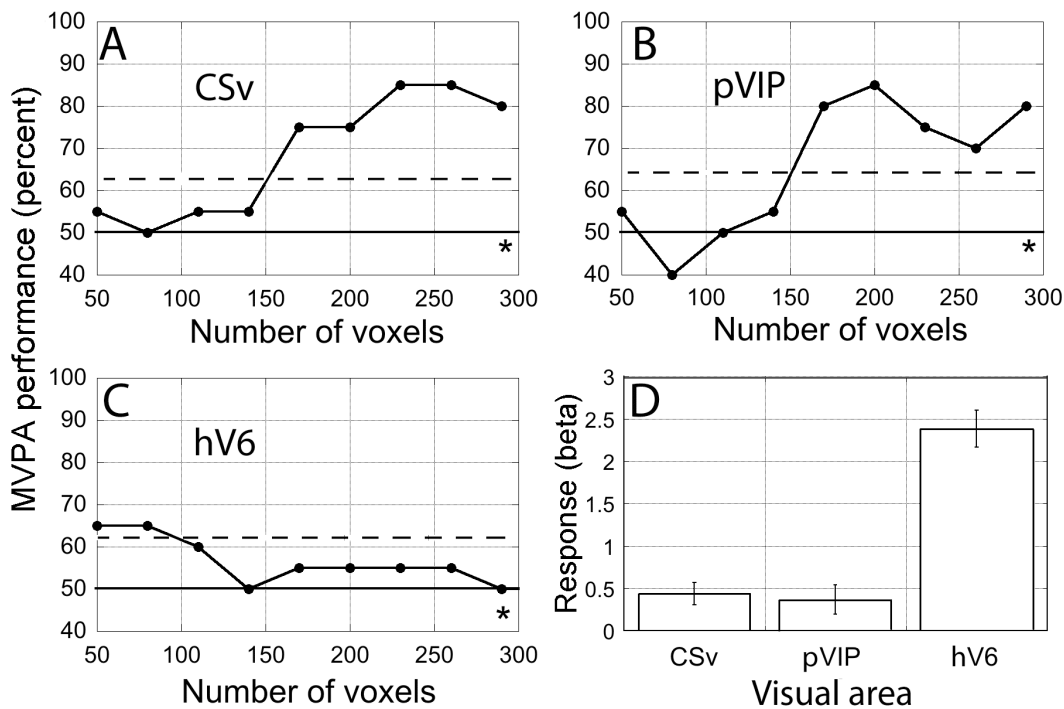 MVPA performance (percent)
A
CSv
100
90
80
70
60
50
40
*
50 100 150 200 250 300
Number of voxels
B
pVIP
100
90
80
70
60
50
40
*
50 100 150 200 250 300
Number of voxels
C
hV6
100
90
80
70
60
50
40
*
50 100 150 200 250 300
Number of voxels
D
Response (beta)
3
2.5
2
1.5
1
0.5
0
CSv pVIP hV6
Visual area